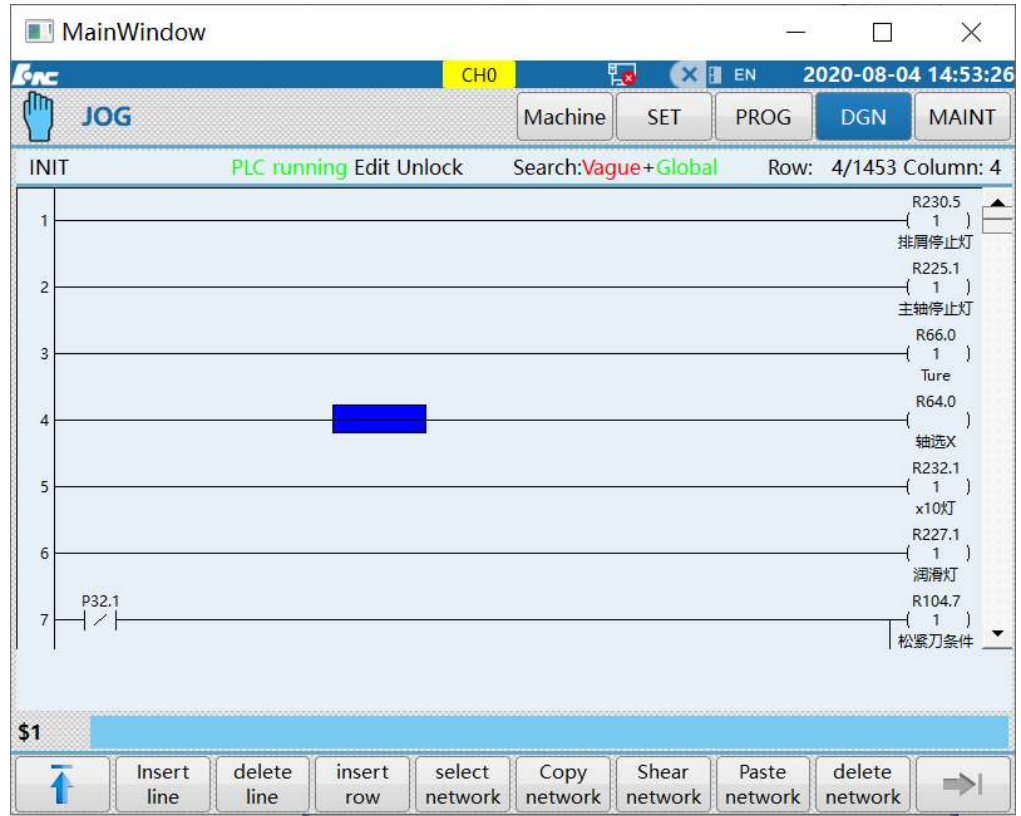 MainWindow
CH0 EN 2020-08-04 14:53:26
JOG Machine SET PROG DGN MAINT
INIT PLC running Edit Unlock Search:Vague+Global Row: 4/1453 Column: 4
R230.5
1 ( 1 )
排屑停止灯
R225.1
2 ( 1 )
主轴停止灯
R66.0
3 ( 1 )
Ture
R64.0
4 ( )
轴选X
R232.1
5 ( 1 )
x10灯
R227.1
6 ( 1 )
润滑灯
P32.1 R104.7
7 ( 1 )
松紧刀条件
$1
Insert delete insert select Copy Shear Paste delete
line line row network network network network network